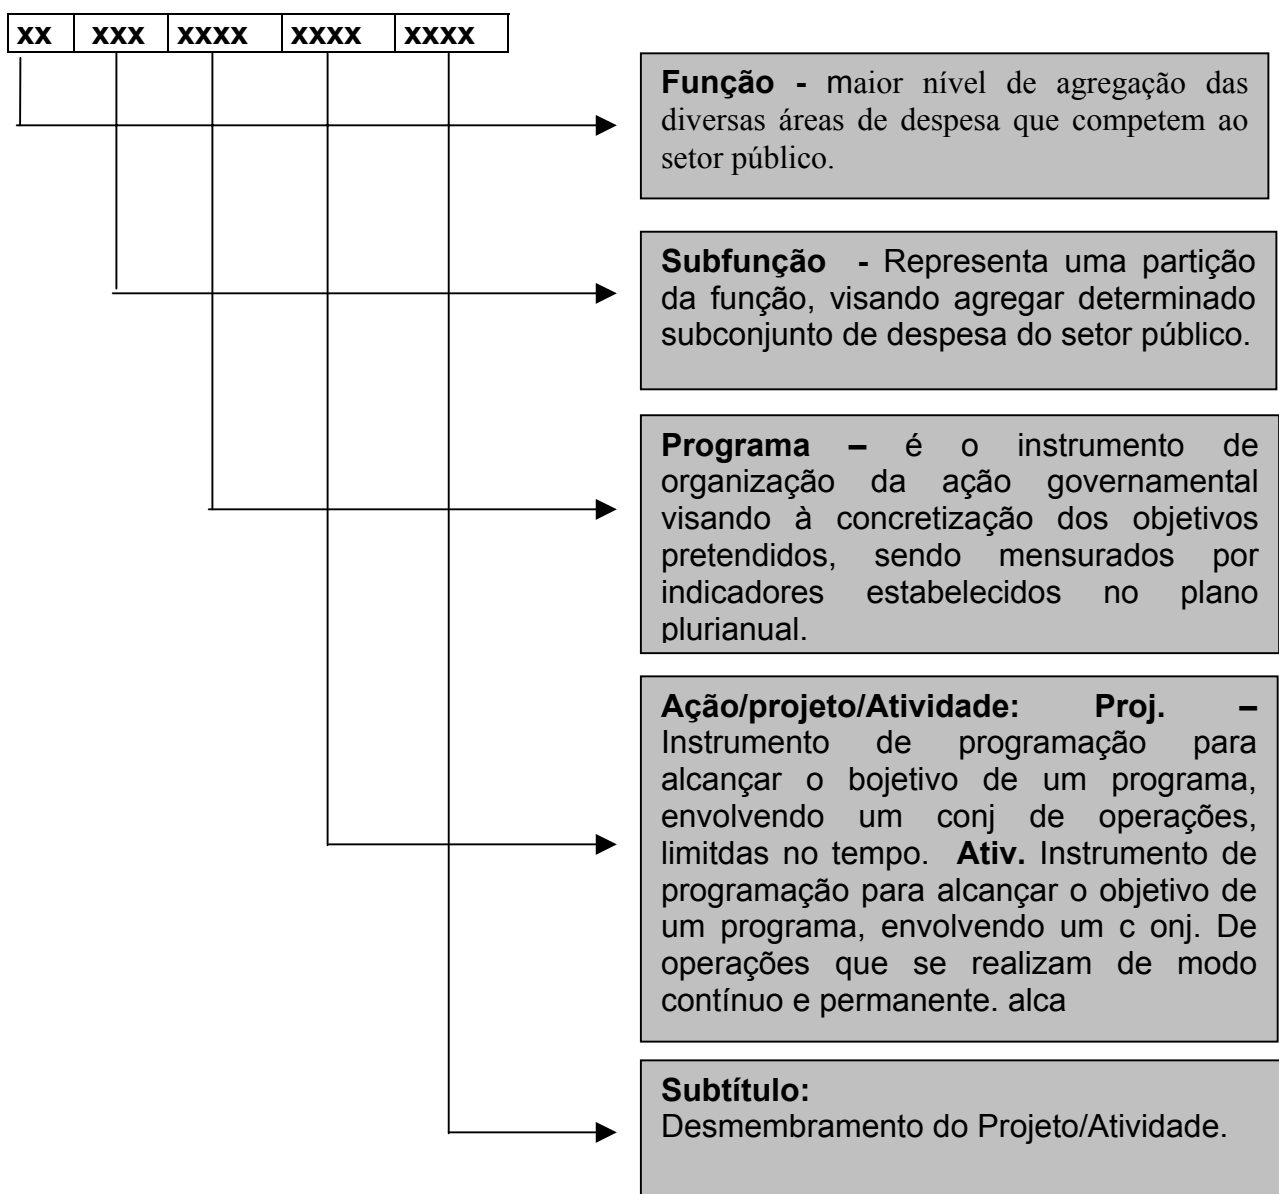 xx xxx xxxx xxxx xxxx
Função - maior nível de agregação das
diversas áreas de despesa que competem ao
setor público.
Subfunção - Representa uma partição
da função, visando agregar determinado
subconjunto de despesa do setor público.
Programa – é o instrumento de
organização da ação governamental
visando à concretização dos objetivos
pretendidos, sendo mensurados por
indicadores estabelecidos no plano
plurianual.
Ação/projeto/Atividade: Proj. –
Instrumento de programação para
alcançar o bojetivo de um programa,
envolvendo um conj de operações,
limitdas no tempo. Ativ. Instrumento de
programação para alcançar o objetivo de
um programa, envolvendo um c onj. De
operações que se realizam de modo
contínuo e permanente. alca
Subtítulo:
Desmembramento do Projeto/Atividade.